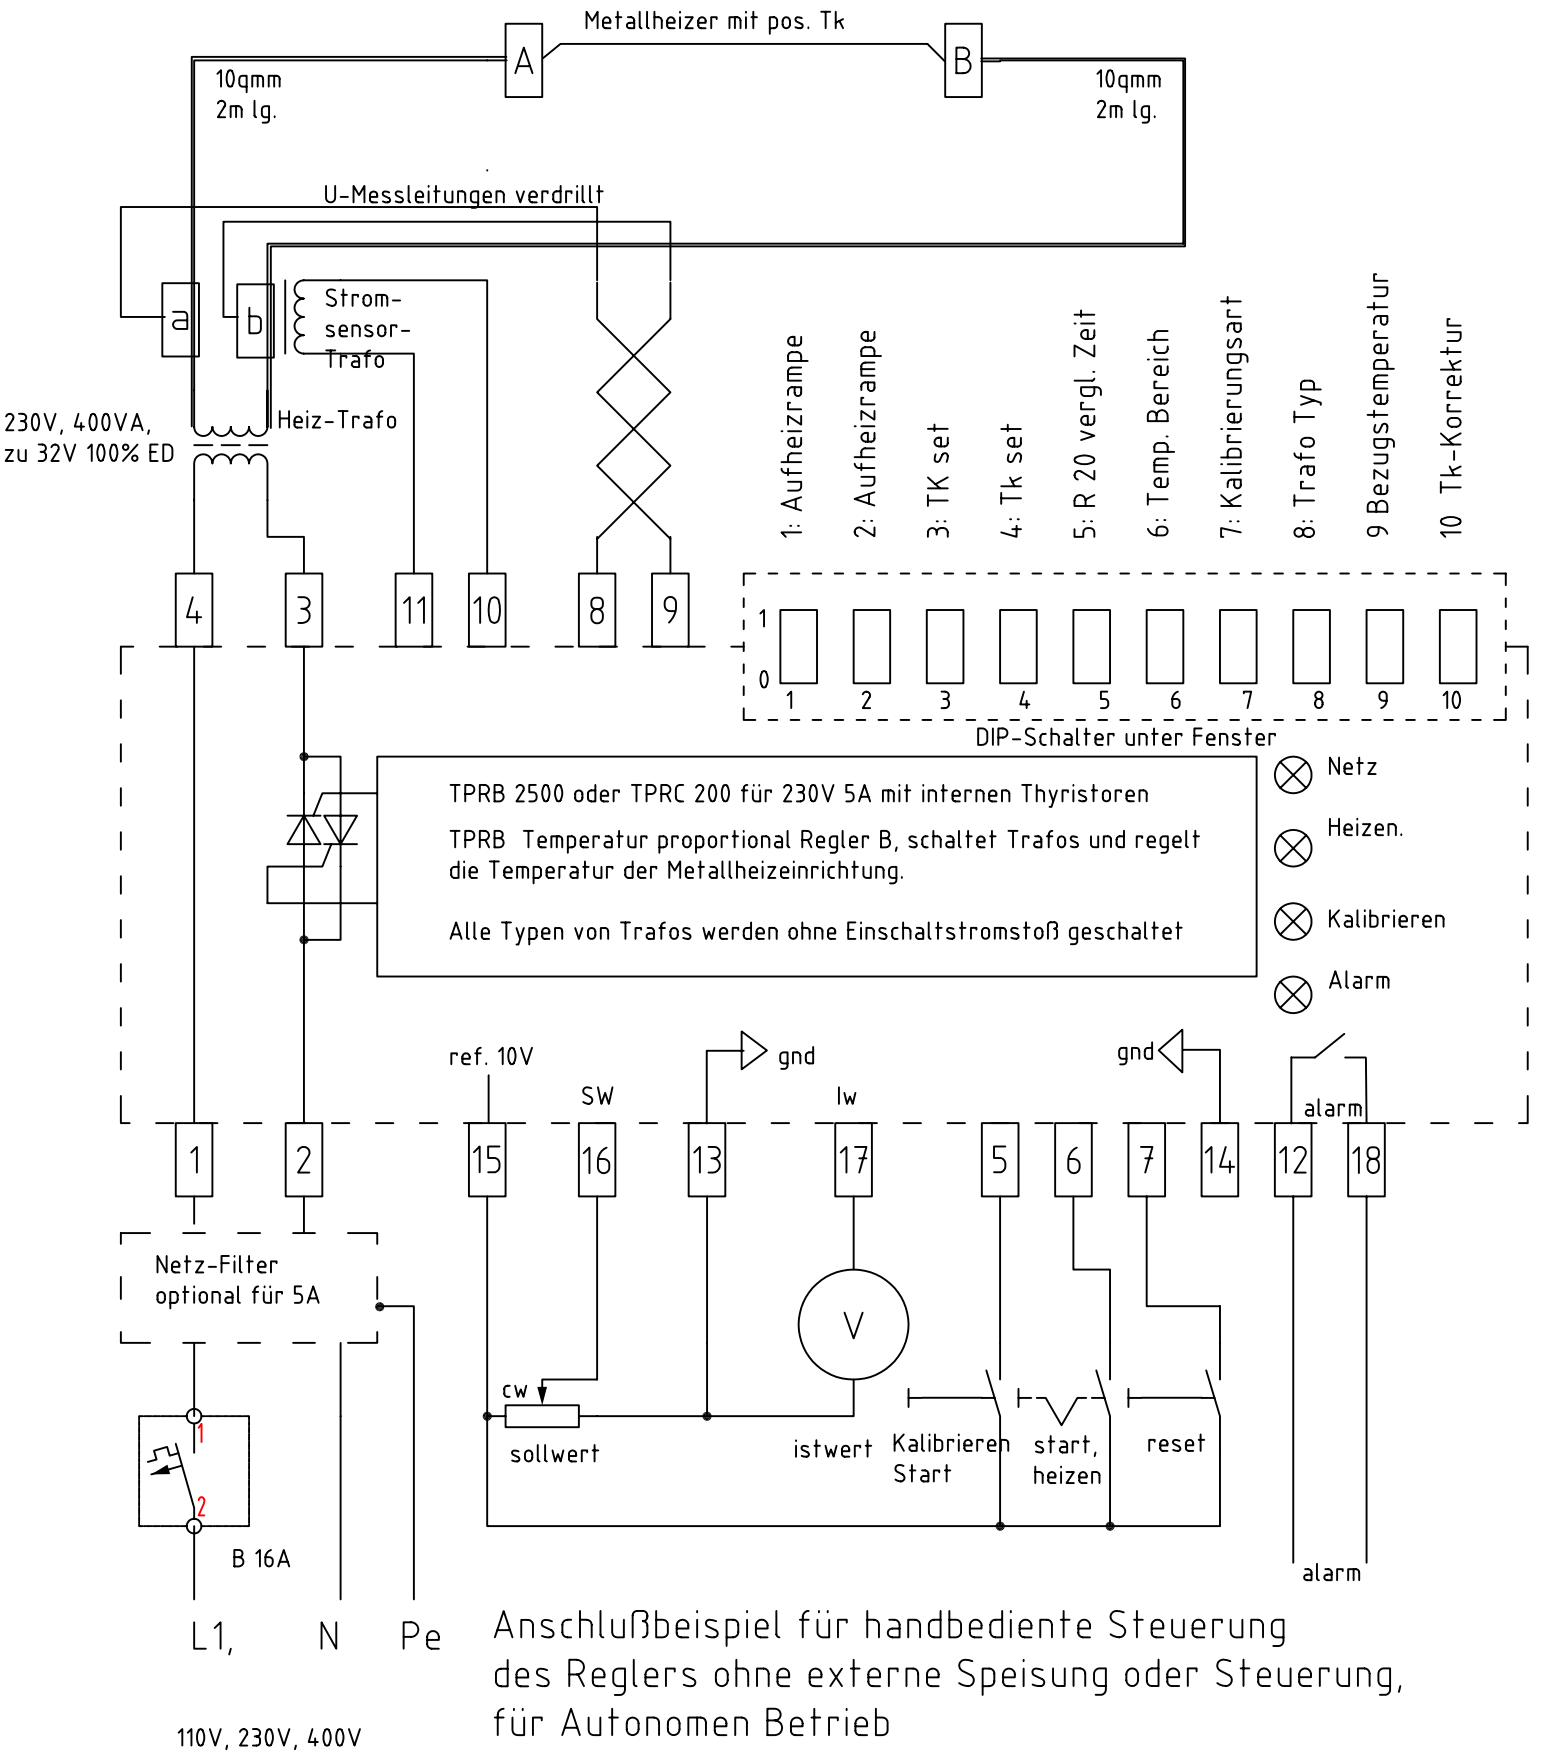 Metallheizer mit pos. Tk
A
B
10qmm
2m lg.
10qmm
2m lg.
U-Messleitungen verdrillt
a
b
Strom-
sensor-
Trafo
230V, 400VA,
zu 32V 100% ED
Heiz-Trafo
1: Aufheizrampe
2: Aufheizrampe
3: TK set
4: Tk set
5: R 20 vergl. Zeit
6: Temp. Bereich
7: Kalibrierungsart
8: Trafo Typ
9 Bezugstemperatur
10 Tk-Korrektur
4 3 11 10 8 9
1
0
1 2 3 4 5 6 7 8 9 10
DIP-Schalter unter Fenster
Netz
Heizen.
Kalibrieren
Alarm
TPRB 2500 oder TPRC 200 für 230V 5A mit internen Thyristoren
TPRB Temperatur proportional Regler B, schaltet Trafos und regelt
die Temperatur der Metallheizeinrichtung.
Alle Typen von Trafos werden ohne Einschaltstromstoß geschaltet
ref. 10V
SW
gnd
Iw
gnd
alarm
1 2 15 16 13 17 5 6 7 14 12 18
Netz-Filter
optional für 5A
V
cw
sollwert
istwert
Kalibrieren
Start
start,
heizen
reset
1
2
B 16A
alarm
L1,
N
Pe
110V, 230V, 400V
Anschlußbeispiel für handbediente Steuerung
des Reglers ohne externe Speisung oder Steuerung,
für Autonomen Betrieb